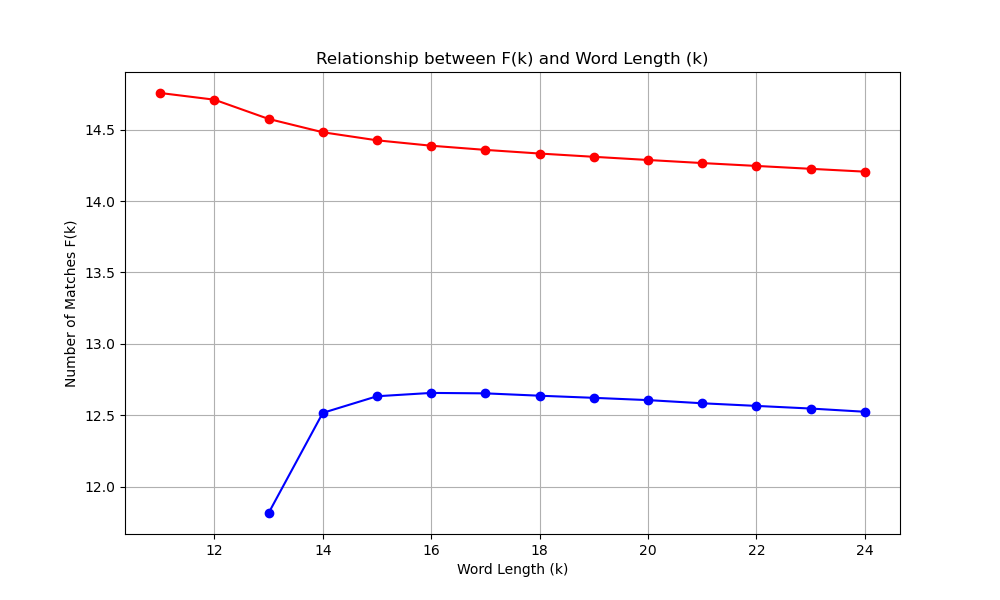 Relationship between F(k) and Word Length (k)
Number of Matches F(k)
14.5
14.0
13.5
13.0
12.5
12.0
12 14 16 18 20 22 24
Word Length (k)